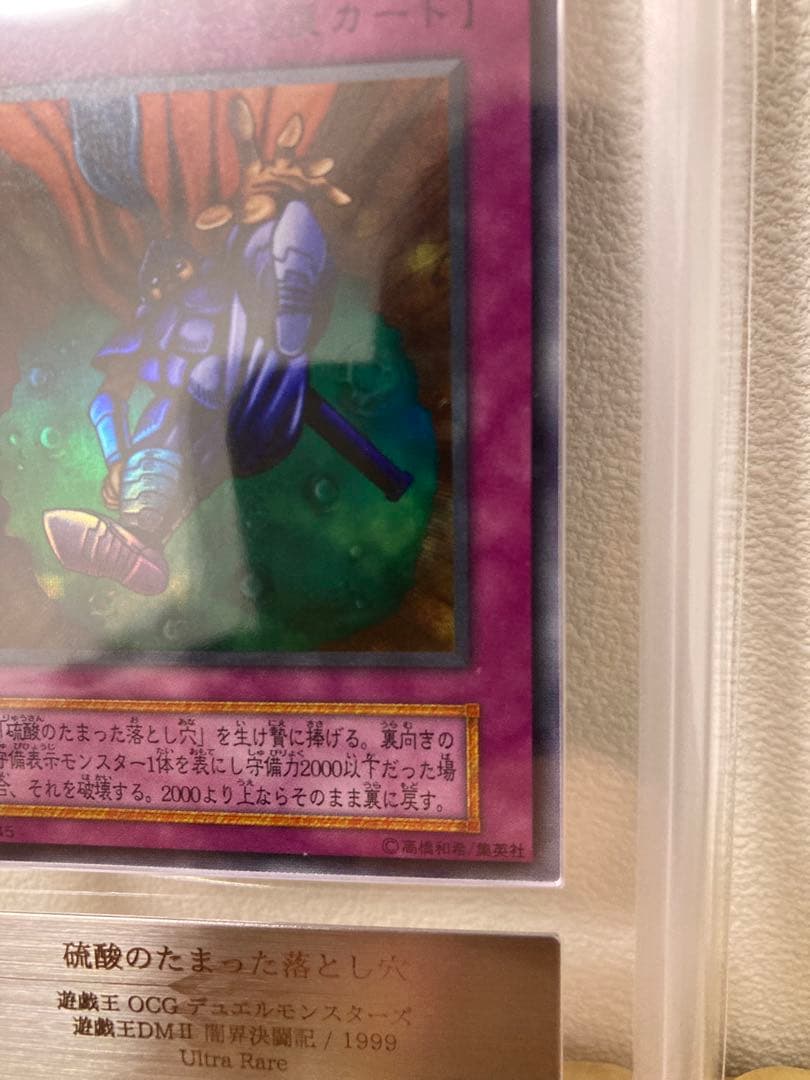 カード】
「硫酸のたまった落とし穴」を生け贄に捧げる。裏向きの
守備表示モンスター1体を表にし守備力2000以下だった場
合、それを破壊する。2000より上ならそのまま裏に戻す。
45
©高橋和希/集英社
硫酸のたまった落とし穴
遊戯王 OCG デュエルモンスターズ
遊戯王DMⅡ 闇界決闘記 / 1999
Ultra Rare